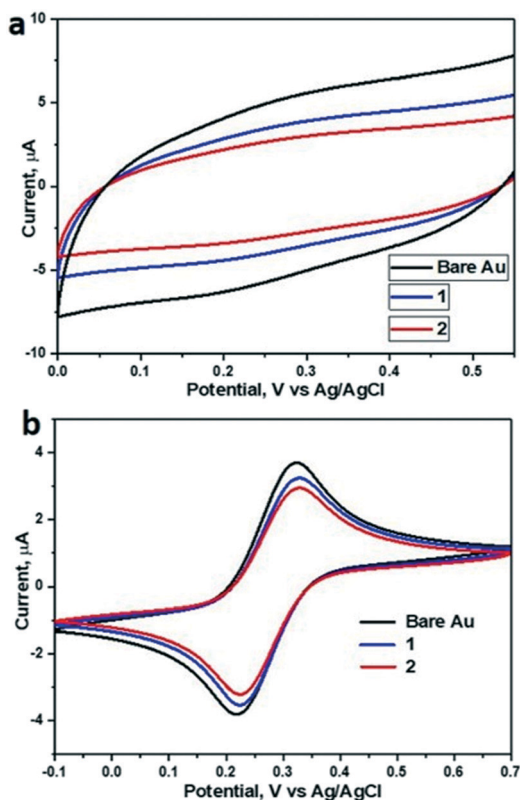 a
10
5
0
-5
-10
Current, µA
Bare Au
1
2
0.0 0.1 0.2 0.3 0.4 0.5
Potential, V vs Ag/AgCl
b
4
2
0
-2
-4
Current, µA
Bare Au
1
2
-0.1 0.0 0.1 0.2 0.3 0.4 0.5 0.6 0.7
Potential, V vs Ag/AgCl